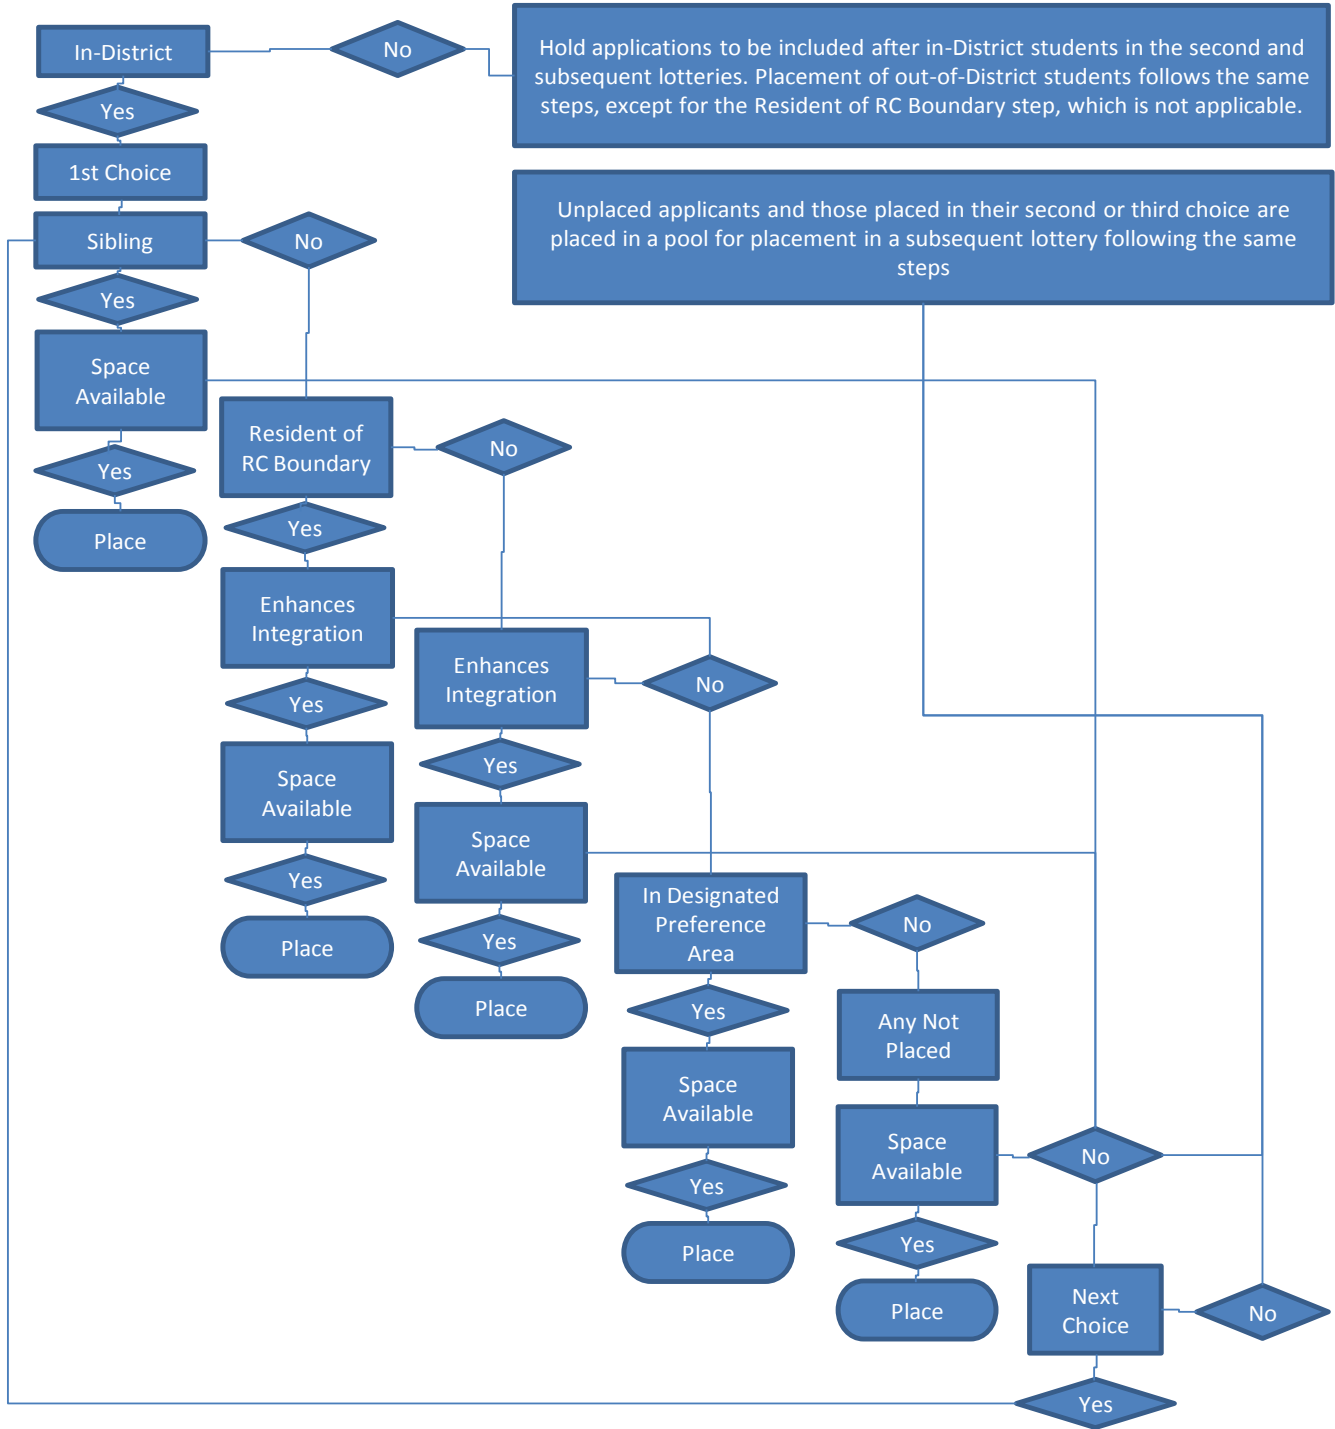 In-District
No
Hold applications to be included after in-District students in the second and
subsequent lotteries. Placement of out-of-District students follows the same
steps, except for the Resident of RC Boundary step, which is not applicable.
Yes
1st Choice
Unplaced applicants and those placed in their second or third choice are
placed in a pool for placement in a subsequent lottery following the same
steps
Sibling
No
Yes
Space
Available
Resident of
RC Boundary
No
Yes
Place
Yes
Enhances
Integration
Enhances
Integration
No
Yes
Space
Available
Yes
Space
Available
Yes
Place
Yes
Place
In Designated
Preference
Area
No
Yes
Any Not
Placed
Space
Available
Space
Available
No
Yes
Place
Yes
Place
Next
Choice
No
Yes